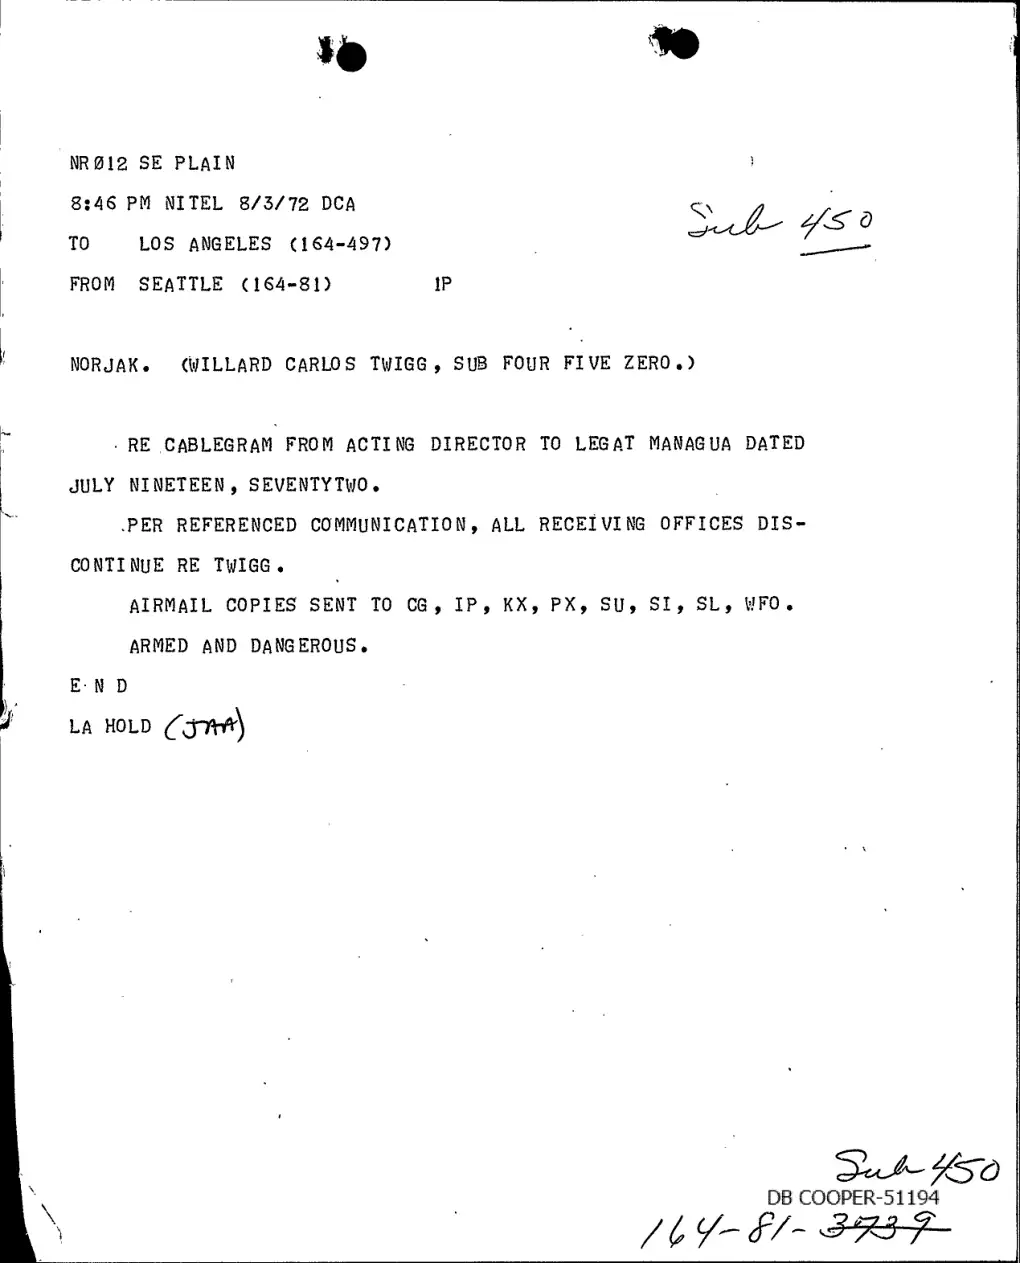 NRØ12 SE PLAIN
Sub 450
8:46 PM NITEL 8/3/72 DCA
TO LOS ANGELES (164-497)
FROM SEATTLE (164-81) 1P
NORJAK. (WILLARD CARLOS TWIGG, SUB FOUR FIVE ZERO.)
RE CABLEGRAM FROM ACTING DIRECTOR TO LEGAT MANAGUA DATED
JULY NINETEEN, SEVENTYTWO.
PER REFERENCED COMMUNICATION, ALL RECEIVING OFFICES DIS-
CONTINUE RE TWIGG.
AIRMAIL COPIES SENT TO CG, IP, KX, PX, SU, SI, SL, WFO.
ARMED AND DANGEROUS.
E N D
LA HOLD (JAA)
Sub 450
DB COOPER-51194
164-81-3739